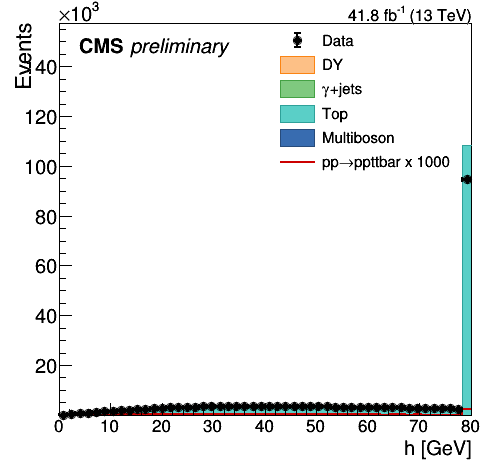 ×10³
41.8 fb⁻¹ (13 TeV)
Events
CMS preliminary
Data
DY
γ+jets
Top
Multiboson
pp→ppttbar x 1000
140
120
100
80
60
40
20
0 10 20 30 40 50 60 70 80
h [GeV]